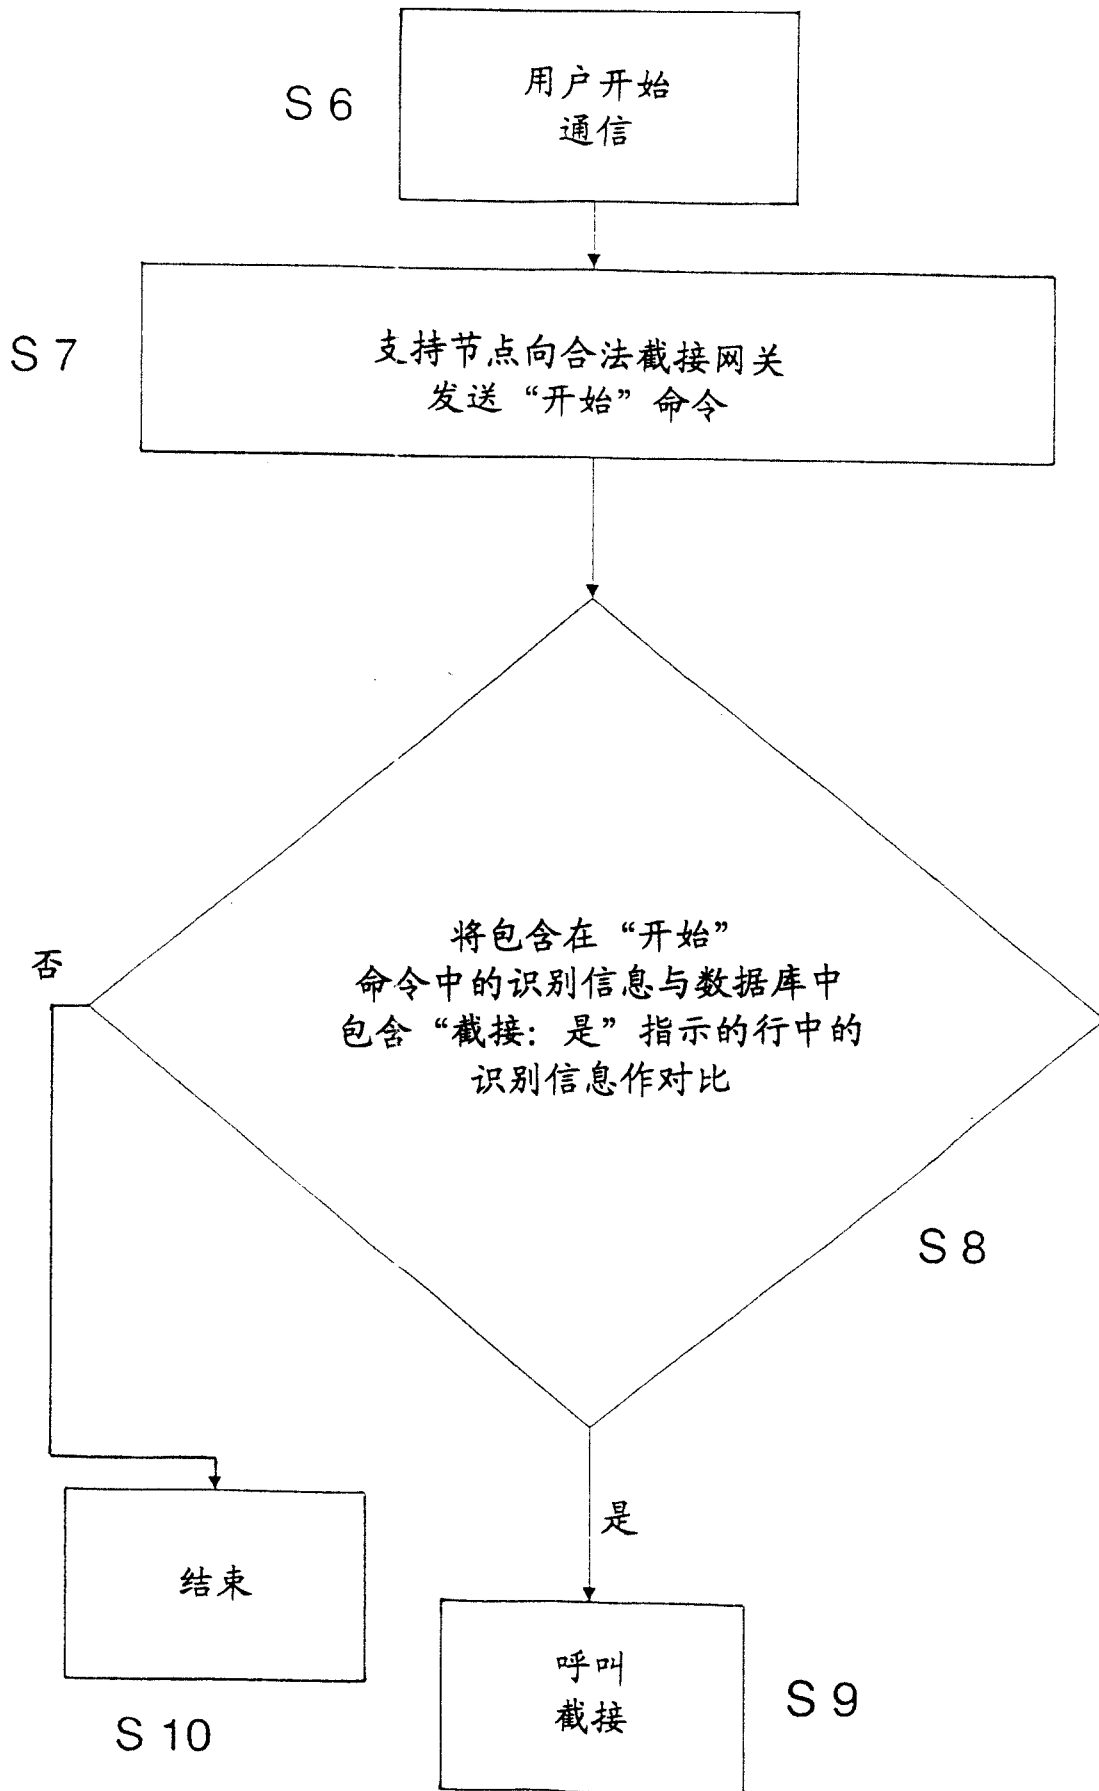 S 6
用户开始
通信
S 7
支持节点向合法截接网关
发送“开始”命令
将包含在“开始”
命令中的识别信息与数据库中
包含“截接：是”指示的行中的
识别信息作对比
否
S 8
是
结束
S 10
呼叫
截接
S 9